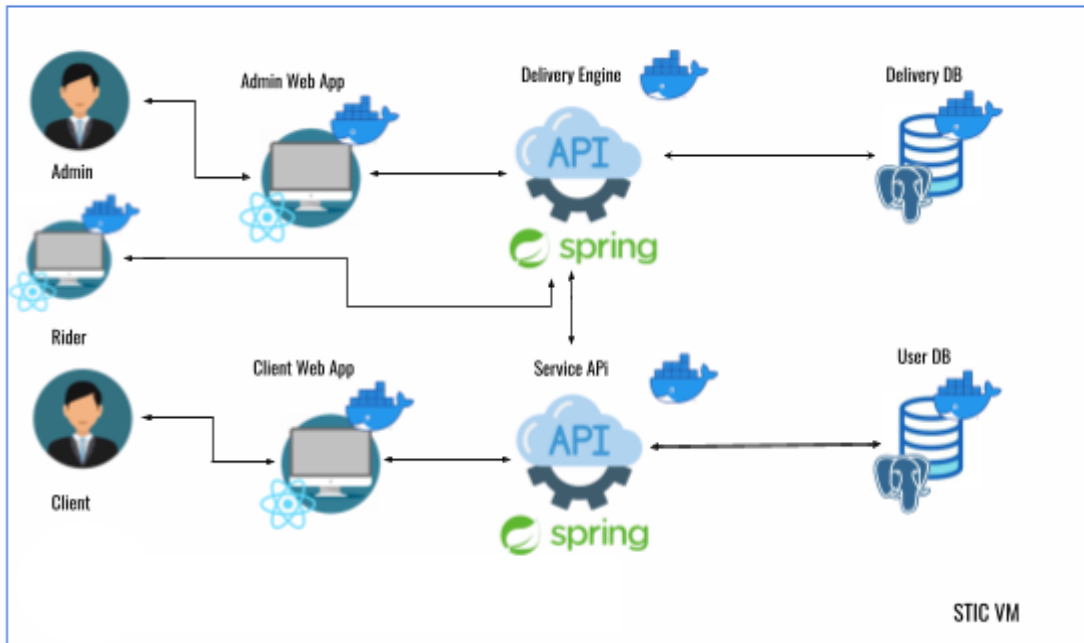 Admin Web App
Delivery Engine
Delivery DB
API
Admin
spring
Rider
Client Web App
Service APi
User DB
API
Client
spring
STIC VM